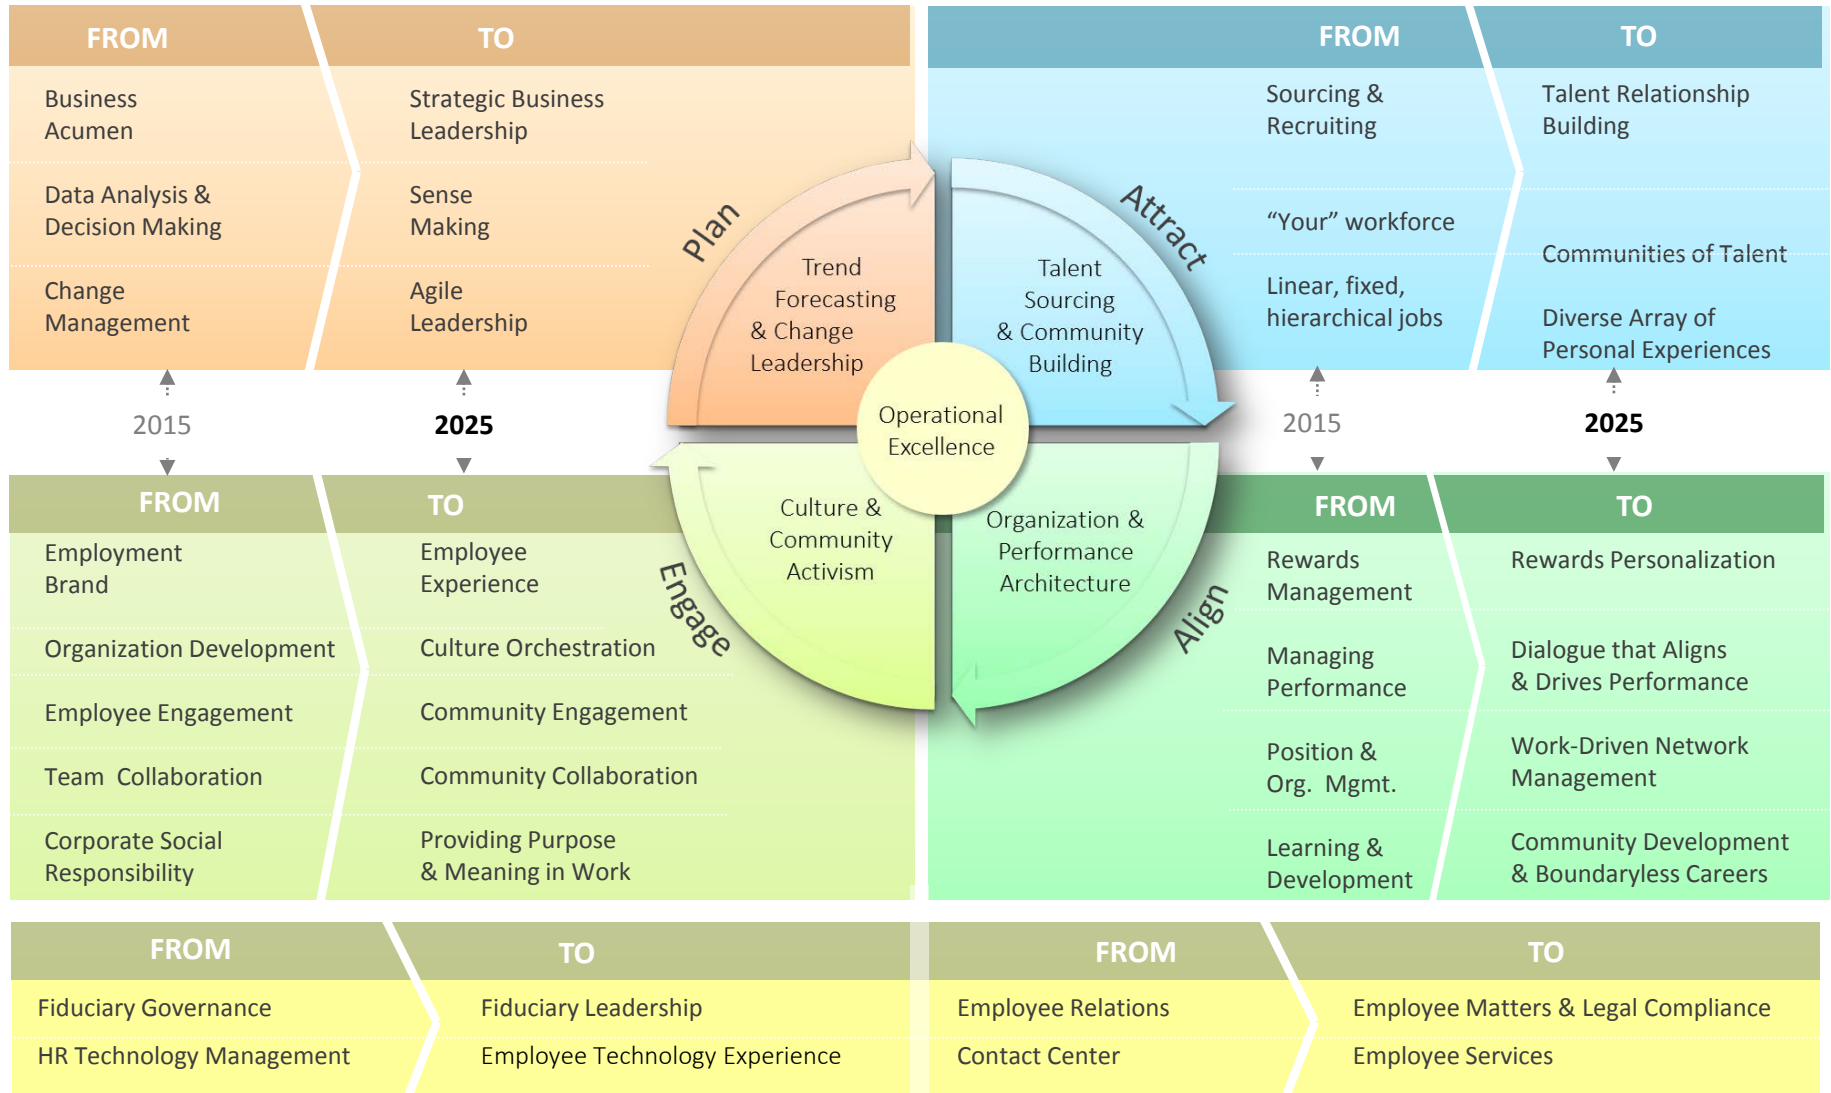 FROM
TO
Business
Acumen
Strategic Business
Leadership
Data Analysis &
Decision Making
Sense
Making
Change
Management
Agile
Leadership
FROM
TO
Sourcing &
Recruiting
Talent Relationship
Building
“Your” workforce
Communities of Talent
Linear, fixed,
hierarchical jobs
Diverse Array of
Personal Experiences
Plan
Attract
Trend
Forecasting
& Change
Leadership
Talent
Sourcing
& Community
Building
Operational
Excellence
2015
2025
2015
2025
Culture &
Community
Activism
Organization &
Performance
Architecture
Engage
Align
FROM
TO
Employment
Brand
Employee
Experience
Organization Development
Culture Orchestration
Employee Engagement
Community Engagement
Team  Collaboration
Community Collaboration
Corporate Social
Responsibility
Providing Purpose
& Meaning in Work
FROM
TO
Rewards
Management
Rewards Personalization
Managing
Performance
Dialogue that Aligns
& Drives Performance
Position &
Org.  Mgmt.
Work-Driven Network
Management
Learning &
Development
Community Development
& Boundaryless Careers
FROM
TO
Fiduciary Governance
Fiduciary Leadership
HR Technology Management
Employee Technology Experience
FROM
TO
Employee Relations
Employee Matters & Legal Compliance
Contact Center
Employee Services